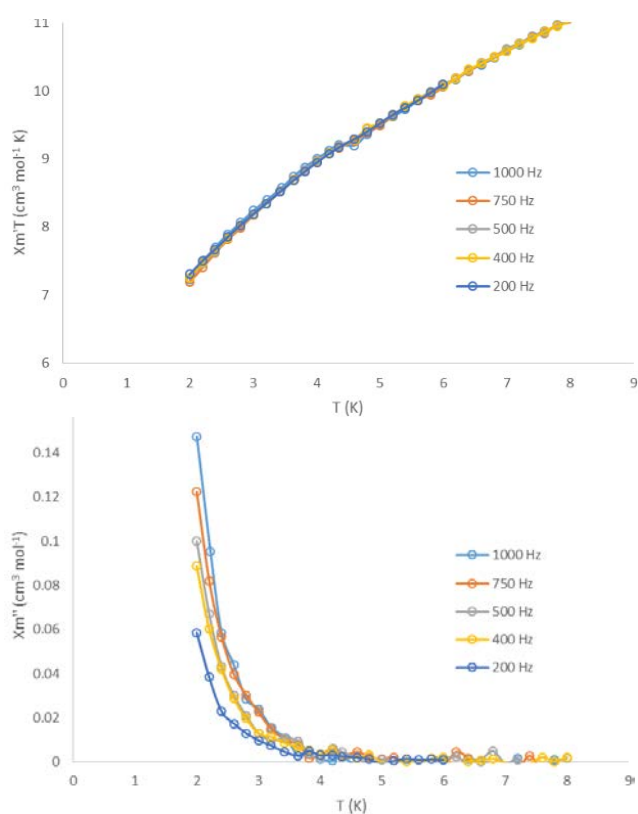 11
10
9
8
7
6
Xm'T (cm³ mol⁻¹ K)
1000 Hz
750 Hz
500 Hz
400 Hz
200 Hz
0 1 2 3 4 5 6 7 8 9
T (K)
0.14
0.12
0.1
0.08
0.06
0.04
0.02
0
Xm" (cm³ mol⁻¹)
1000 Hz
750 Hz
500 Hz
400 Hz
200 Hz
0 1 2 3 4 5 6 7 8 9
T (K)